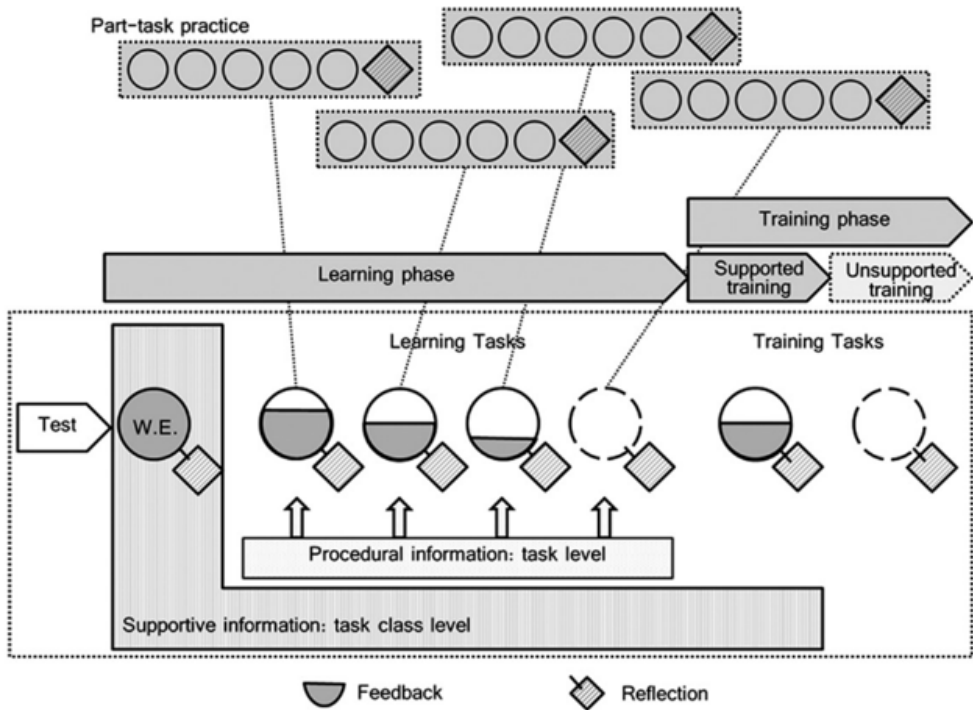 Part-task practice
Training phase
Learning phase
Supported
training
Unsupported
training
Learning Tasks
Training Tasks
Test
W.E.
Procedural information: task level
Supportive information: task class level
Feedback
Reflection